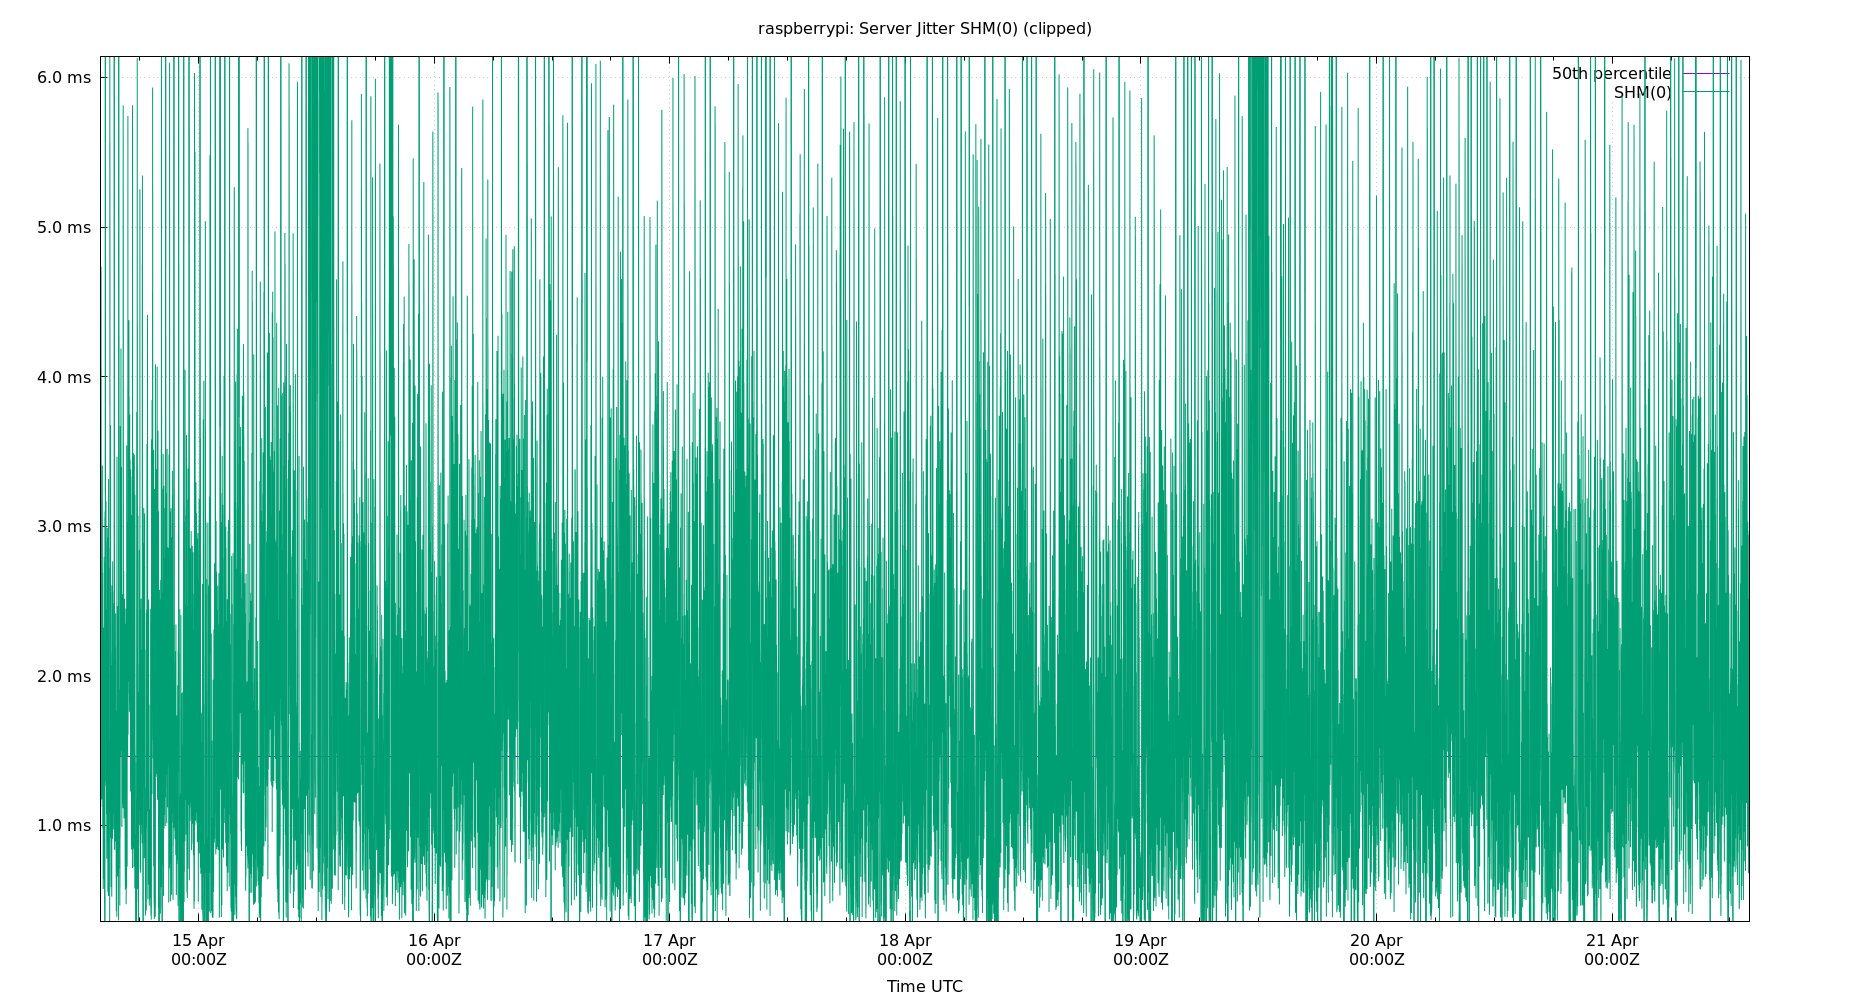 raspberrypi: Server Jitter SHM(0) (clipped)
6.0 ms
50th percentile
SHM(0)
5.0 ms
4.0 ms
3.0 ms
2.0 ms
1.0 ms
15 Apr 16 Apr 17 Apr 18 Apr 19 Apr 20 Apr 21 Apr
00:00Z 00:00Z 00:00Z 00:00Z 00:00Z 00:00Z 00:00Z
Time UTC